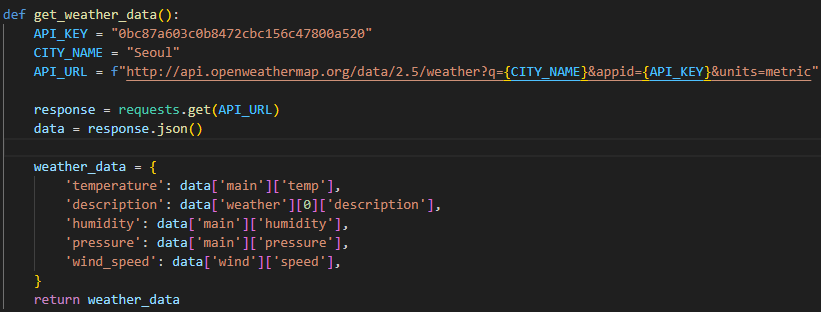 def get_weather_data():
    API_KEY = "0bc87a603c0b8472cbc156c47800a520"
    CITY_NAME = "Seoul"
    API_URL = f"http://api.openweathermap.org/data/2.5/weather?q={CITY_NAME}&appid={API_KEY}&units=metric"
    response = requests.get(API_URL)
    data = response.json()
    weather_data = {
        'temperature': data['main']['temp'],
        'description': data['weather'][0]['description'],
        'humidity': data['main']['humidity'],
        'pressure': data['main']['pressure'],
        'wind_speed': data['wind']['speed'],
    }
    return weather_data